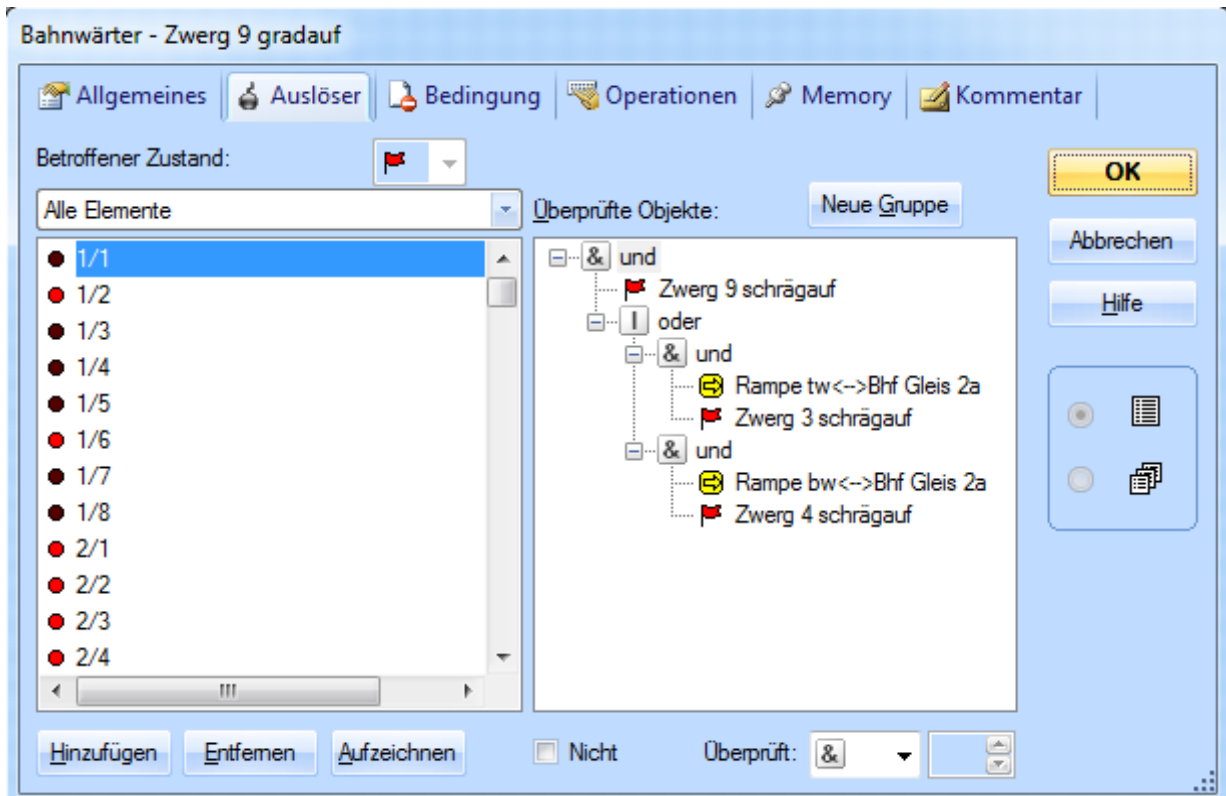 Bahnwärter - Zwerg 9 gradauf
Allgemeines Auslöser Bedingung Operationen Memory Kommentar
Betroffener Zustand:
Alle Elemente
Überprüfte Objekte:
Neue Gruppe
OK
Abbrechen
Hilfe
1/1
1/2
1/3
1/4
1/5
1/6
1/7
1/8
2/1
2/2
2/3
2/4
& und
Zwerg 9 schrägauf
| oder
& und
Rampe tw<-->Bhf Gleis 2a
Zwerg 3 schrägauf
& und
Rampe bw<-->Bhf Gleis 2a
Zwerg 4 schrägauf
Hinzufügen Entfernen Aufzeichnen
Nicht Überprüft: &